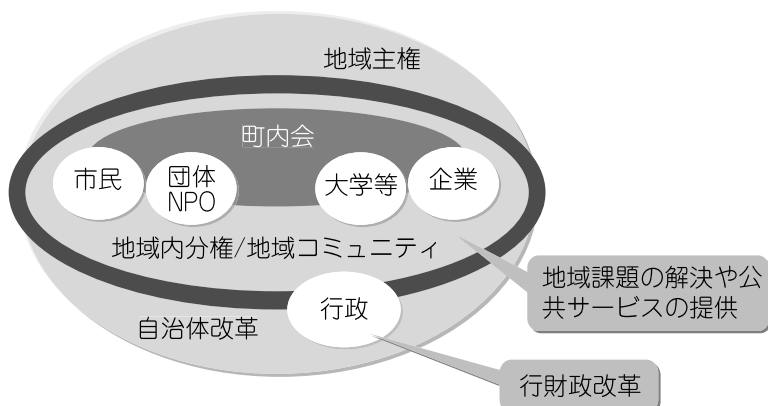 地域主権
町内会
市民
団体
NPO
大学等
企業
地域内分権/地域コミュニティ
地域課題の解決や公
共サービスの提供
行政
自治体改革
行財政改革